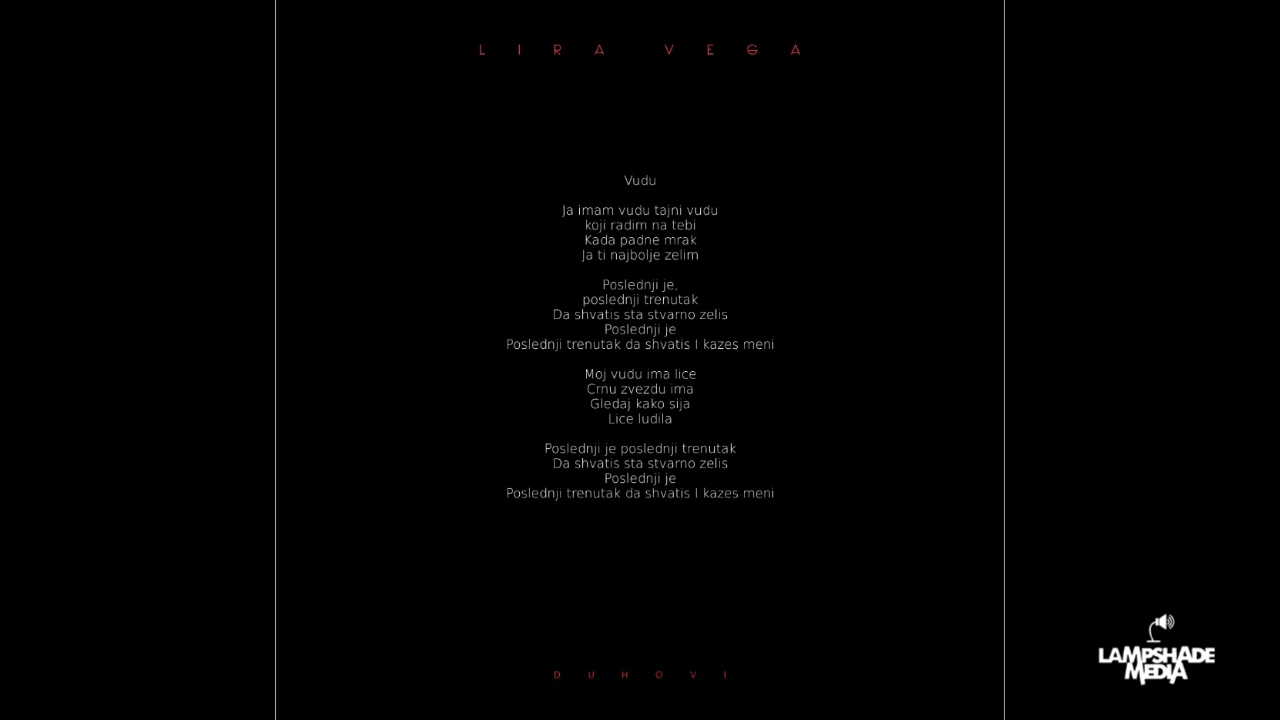 LIRA VEGA
Vudu
Ja imam vudu tajni vudu
koji radim na tebi
Kada padne mrak
Ja ti najbolje zelim
Poslednji je,
poslednji trenutak
Da shvatis sta stvarno zelis
Poslednji je
Poslednji trenutak da shvatis I kazes meni
Moj vudu ima lice
Crnu zvezdu ima
Gledaj kako sija
Lice ludila
Poslednji je poslednji trenutak
Da shvatis sta stvarno zelis
Poslednji je
Poslednji trenutak da shvatis I kazes meni
DUHOVI
LAMPSHADE
MEDIA